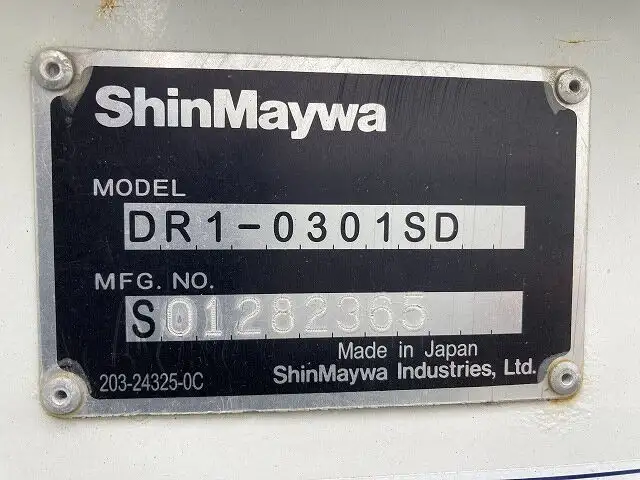 ShinMaywa
MODEL
DR1-0301SD
MFG. NO.
S01282365
Made in Japan
203-24325-0C
ShinMaywa Industries, Ltd.